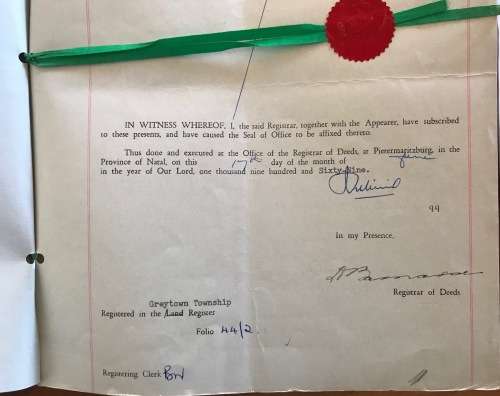 IN WITNESS WHEREOF, I, the said Registrar, together with the Appearer, have subscribed
to these presents, and have caused the Seal of Office to be affixed thereto.
Thus done and executed at the Office of the Registrar of Deeds, at Pietermaritzburg, in the
Province of Natal, on this 17th day of the month of June
in the year of Our Lord, one thousand nine hundred and Sixty-Nine.
qq
In my Presence,
Registrar of Deeds
Greytown Township
Registered in the Land Register
Folio 44/2.
Registering Clerk